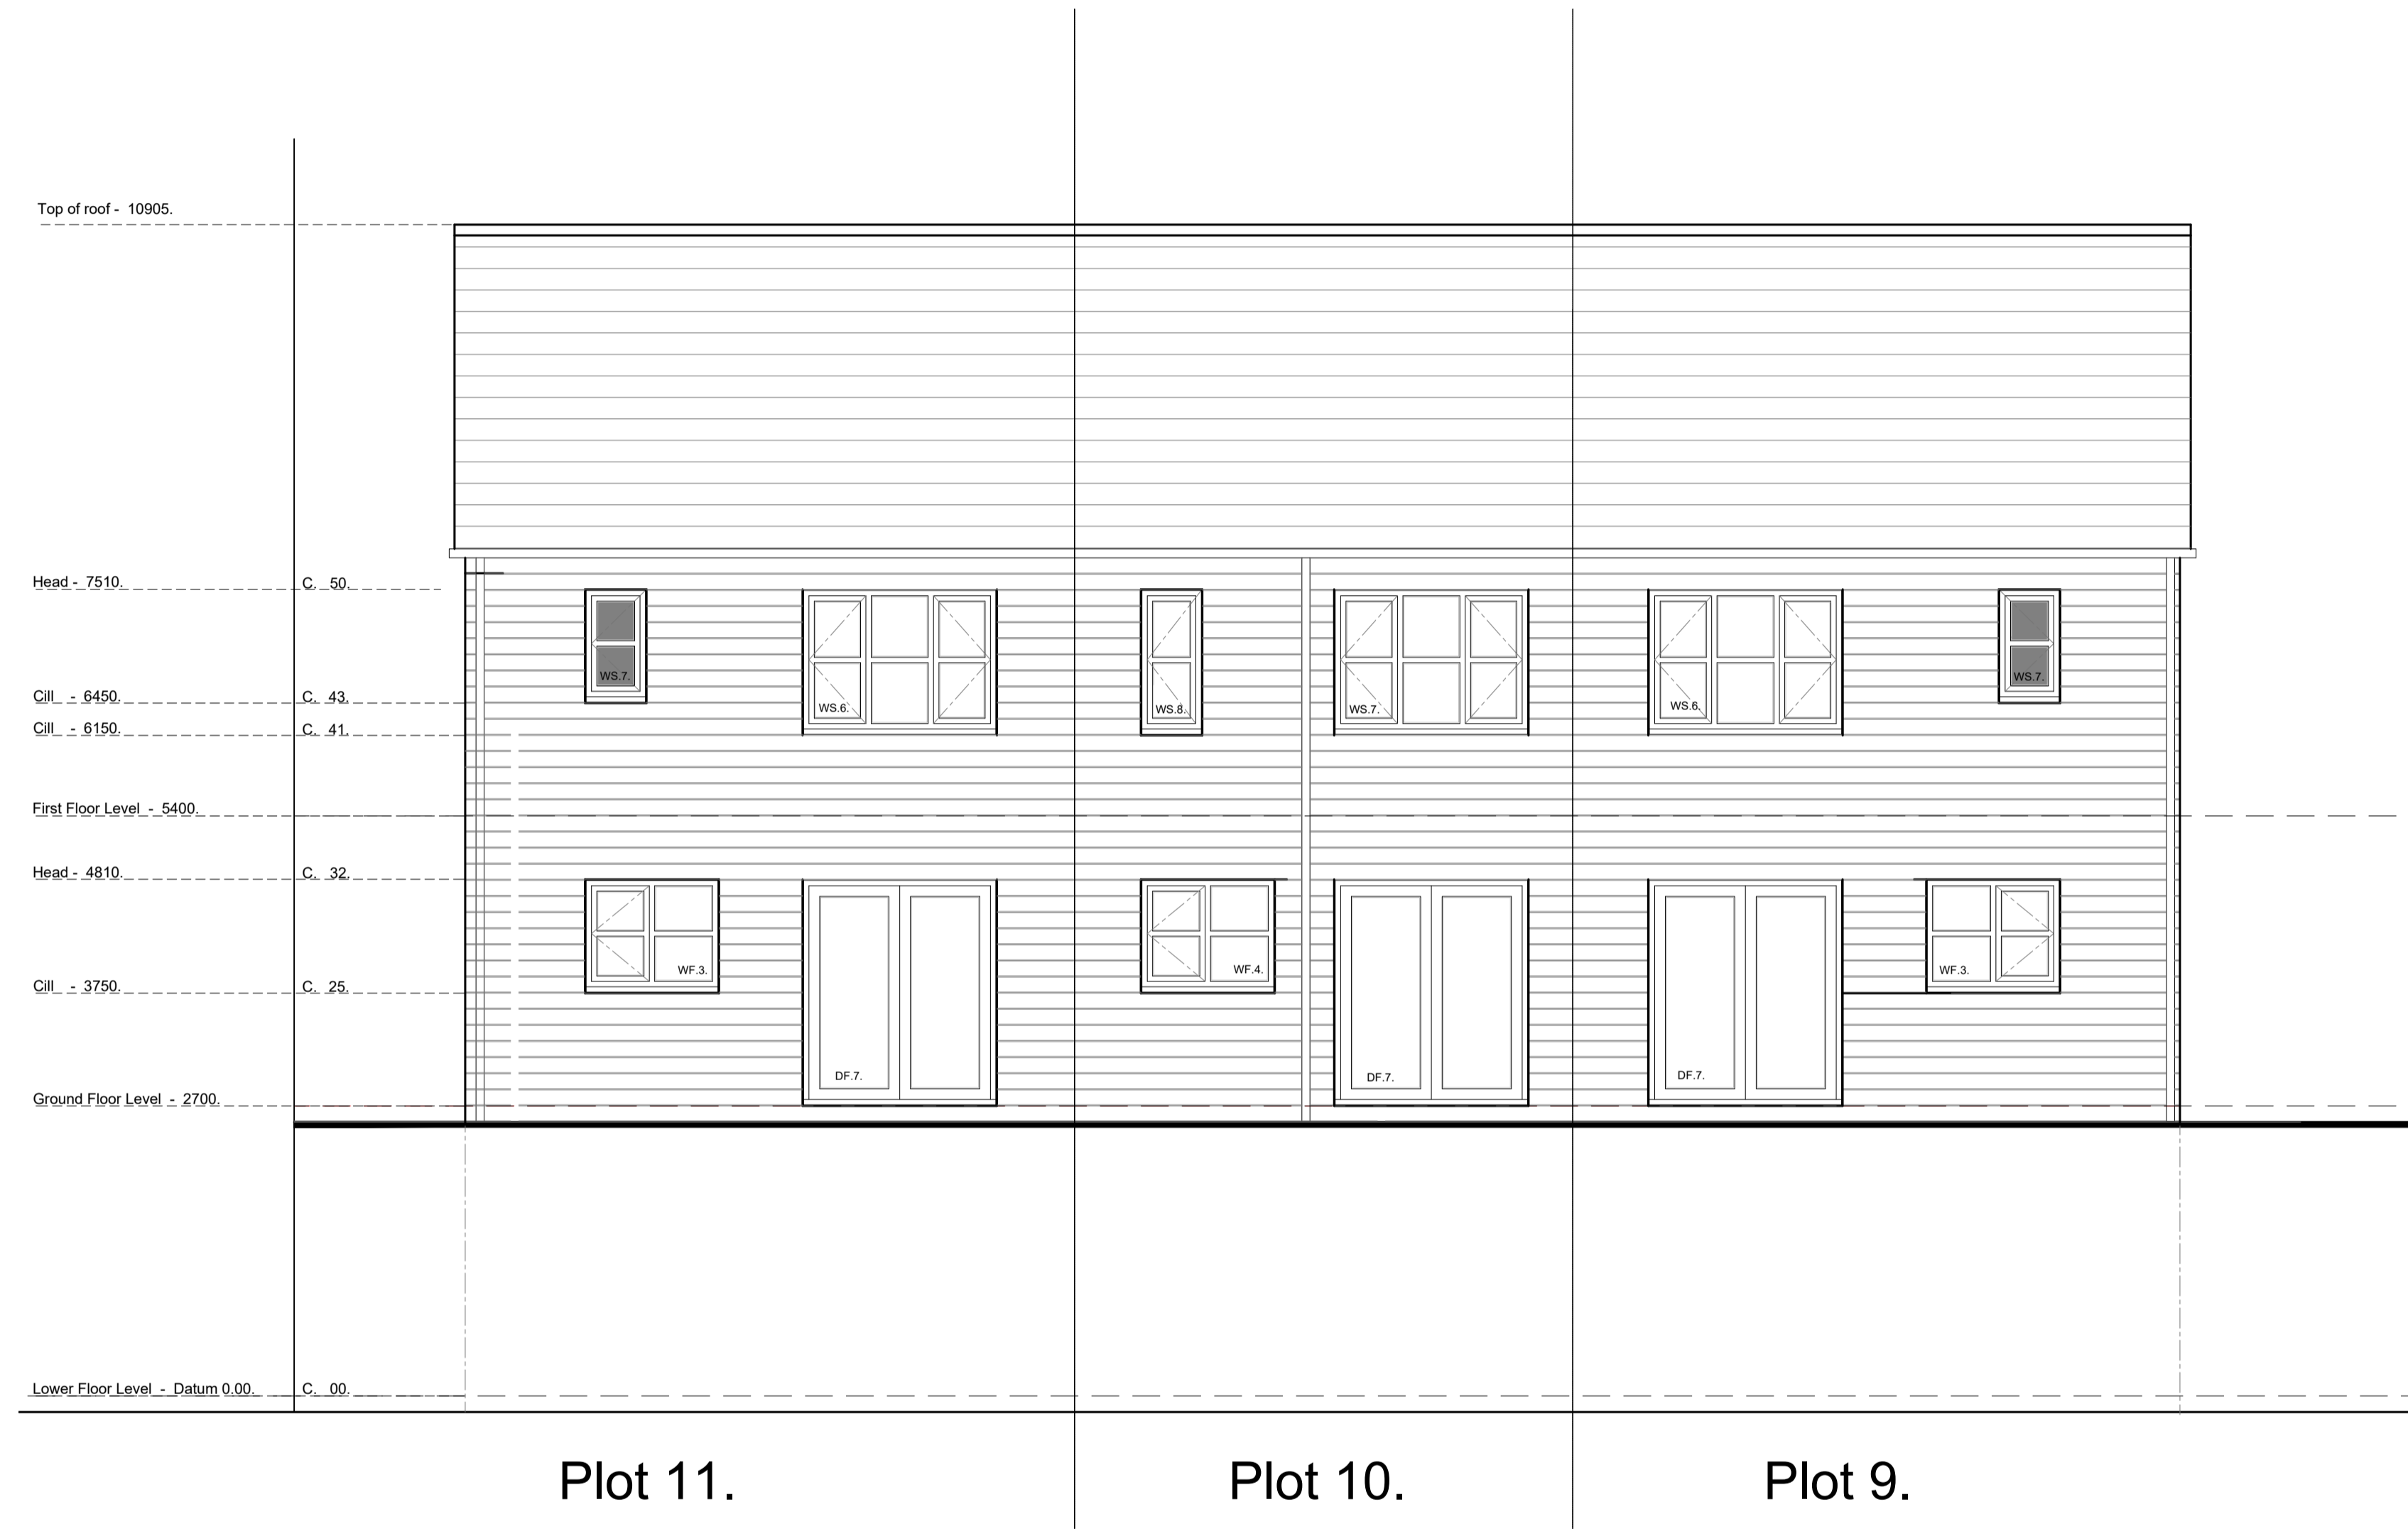 Top of roof - 10905.
Head - 7510. C. 50.
WS.7. WS.7.
Cill - 6450. C. 43.
WS.6. WS.8. WS.7. WS.6.
Cill - 6150. C. 41.
First Floor Level - 5400.
Head - 4810. C. 32.
WF.3. WF.4. WF.3.
Cill - 3750. C. 25.
DF.7. DF.7. DF.7.
Ground Floor Level - 2700.
Lower Floor Level - Datum 0.00. C. 00.
Plot 11. Plot 10. Plot 9.